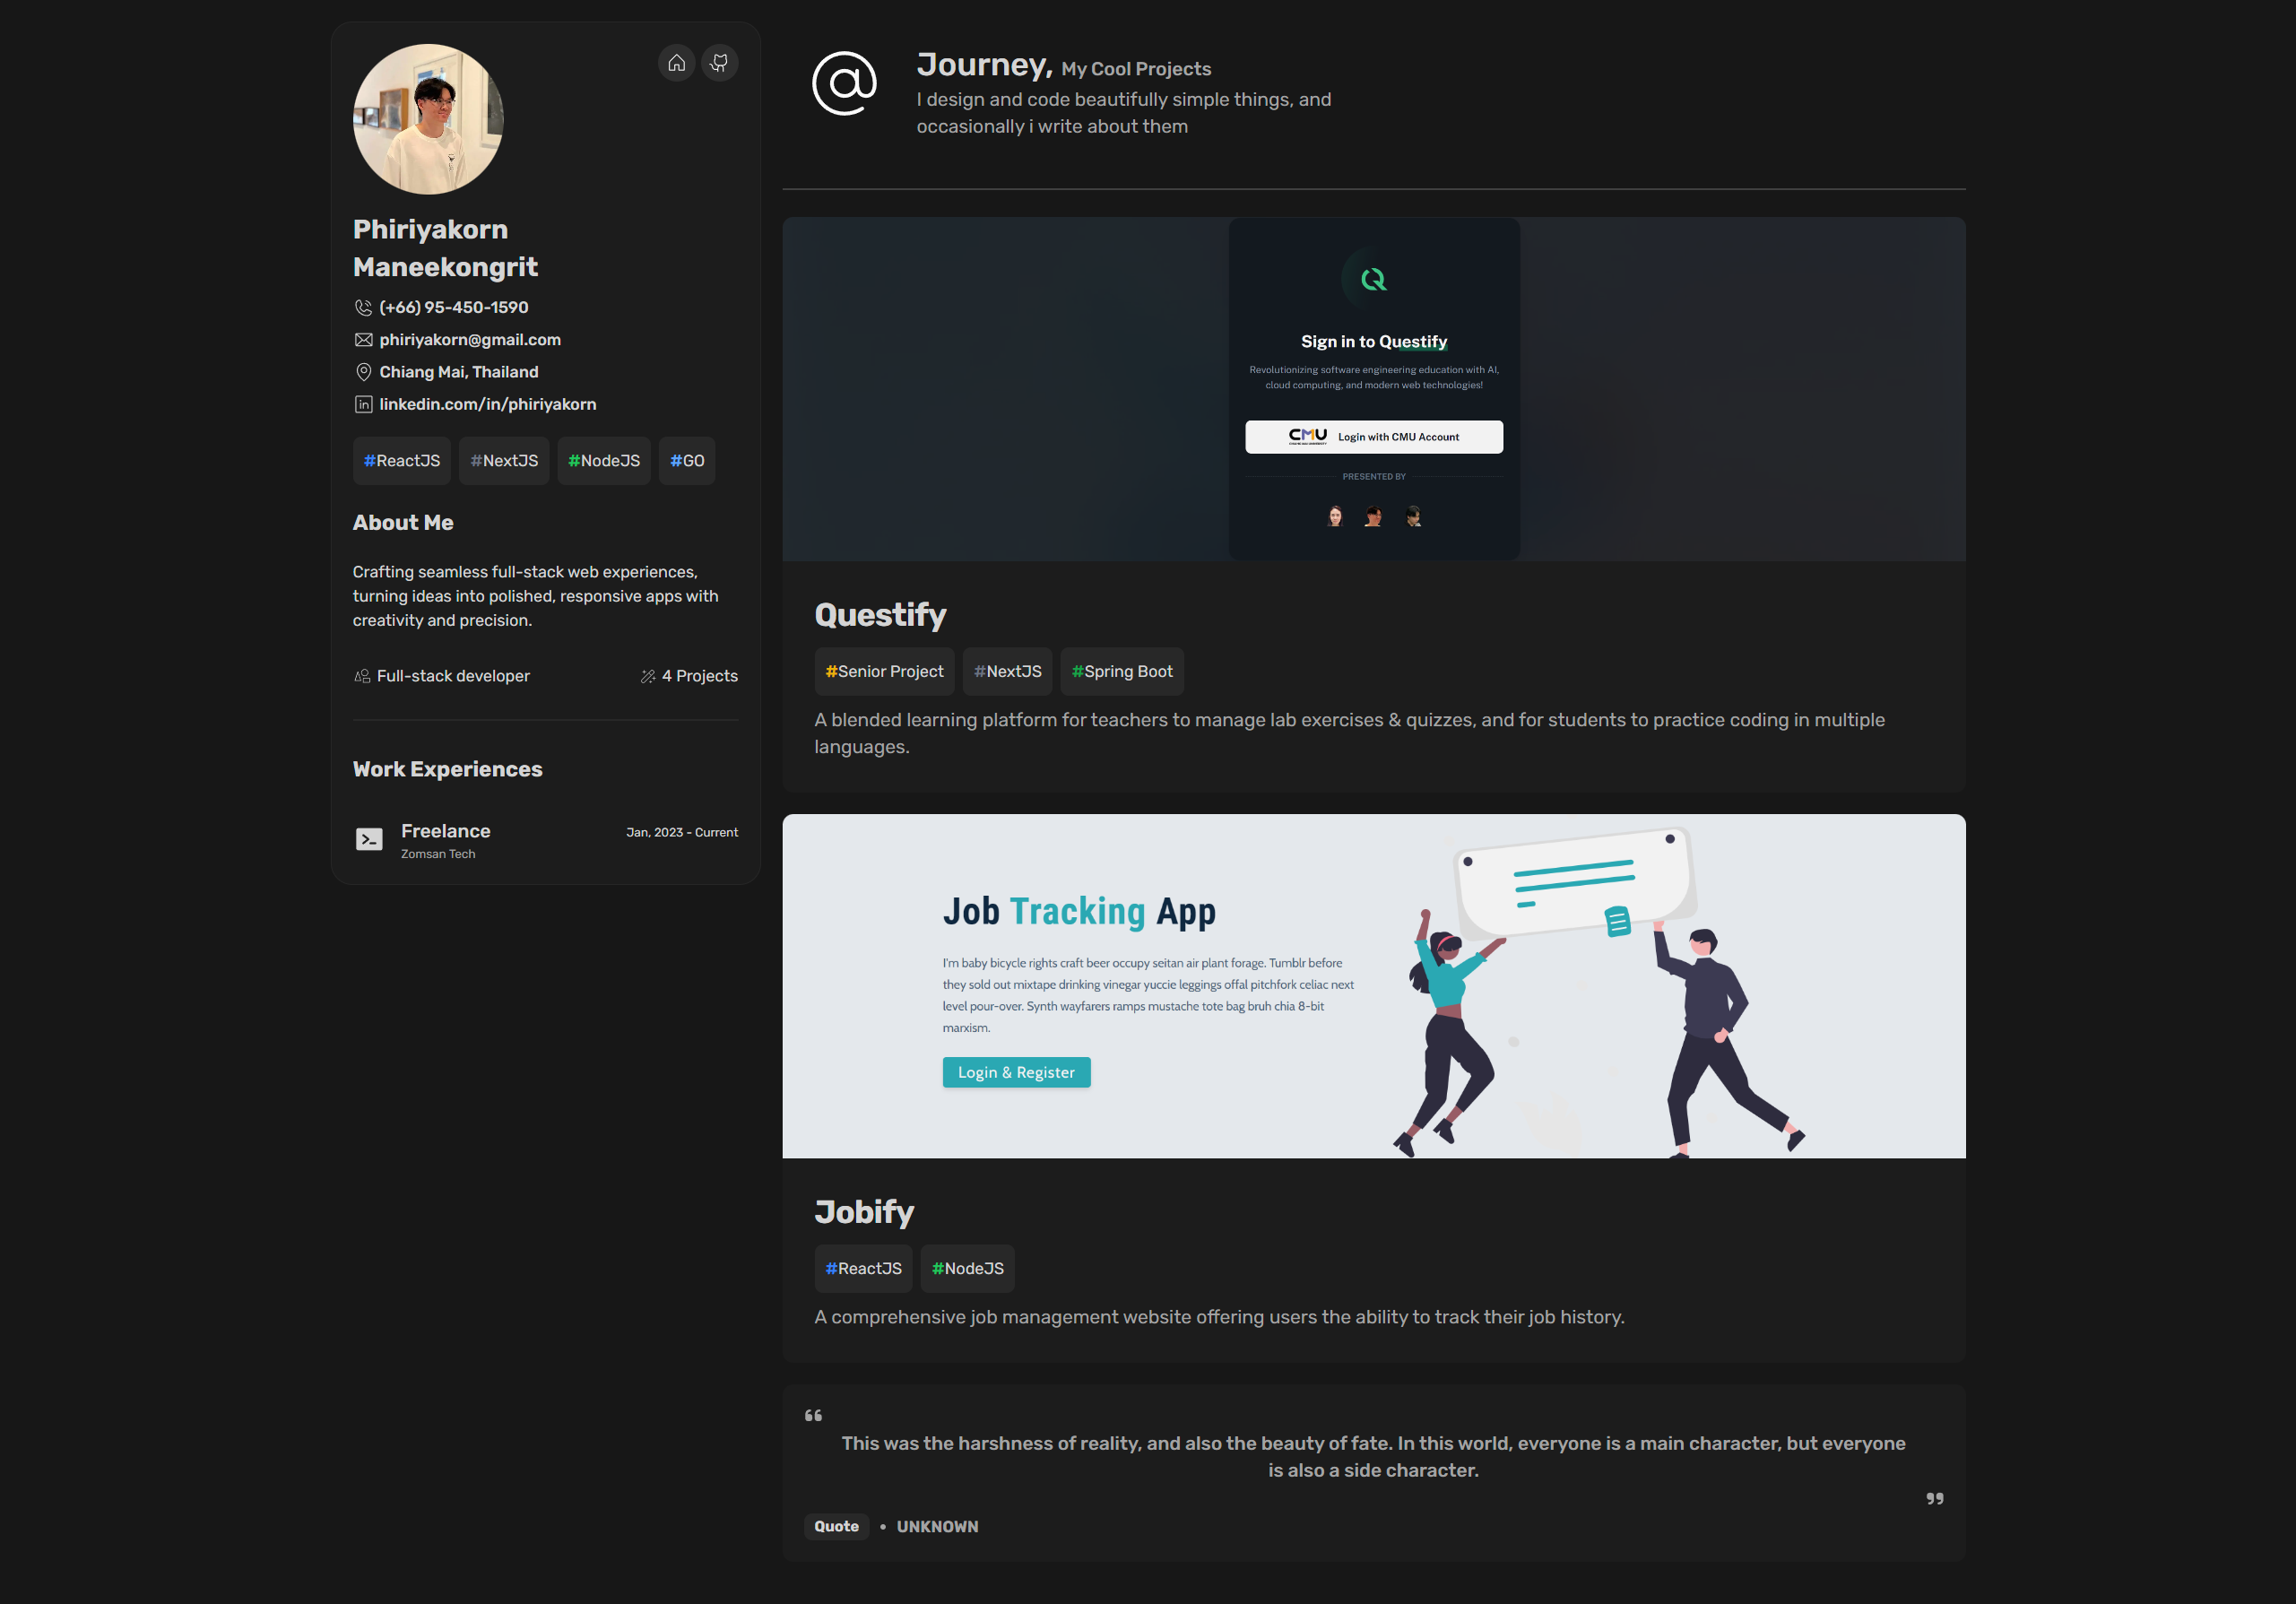 Phiriyakorn
Maneekongrit
(+66) 95-450-1590
phiriyakorn@gmail.com
Chiang Mai, Thailand
linkedin.com/in/phiriyakorn
#ReactJS #NextJS #NodeJS #GO
About Me
Crafting seamless full-stack web experiences,
turning ideas into polished, responsive apps with
creativity and precision.
Full-stack developer 4 Projects
Work Experiences
Freelance Jan, 2023 - Current
Zomsan Tech
Journey, My Cool Projects
I design and code beautifully simple things, and
occasionally i write about them
Sign in to Questify
Revolutionizing software engineering education with AI,
cloud computing, and modern web technologies!
CMU Login with CMU Account
PRESENTED BY
Questify
#Senior Project #NextJS #Spring Boot
A blended learning platform for teachers to manage lab exercises & quizzes, and for students to practice coding in multiple
languages.
Job Tracking App
I'm baby bicycle rights craft beer occupy seitan air plant forage. Tumblr before
they sold out mixtape drinking vinegar yuccie leggings offal pitchfork celiac next
level pour-over. Synth wayfarers ramps mustache tote bag bruh chia 8-bit
marxism.
Login & Register
Jobify
#ReactJS #NodeJS
A comprehensive job management website offering users the ability to track their job history.
“
This was the harshness of reality, and also the beauty of fate. In this world, everyone is a main character, but everyone
is also a side character.
”
Quote • UNKNOWN